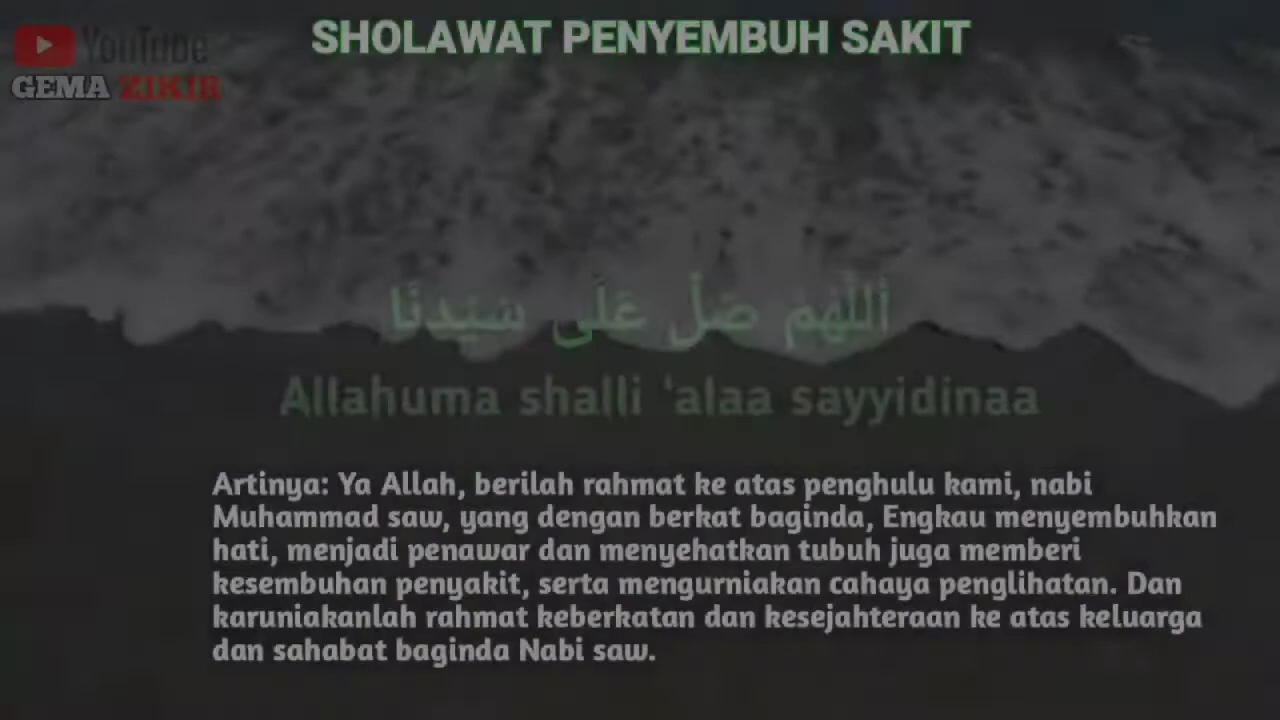 SHOLAWAT PENYEMBUH SAKIT
YouTube
GEMA ZIKIR
اَللّٰهُمَّ صَلِّ عَلَى سَيِّدِنَا
Allahuma shalli 'alaa sayyidinaa
Artinya: Ya Allah, berilah rahmat ke atas penghulu kami, nabi
Muhammad saw, yang dengan berkat baginda, Engkau menyembuhkan
hati, menjadi penawar dan menyehatkan tubuh juga memberi
kesembuhan penyakit, serta mengurniakan cahaya penglihatan. Dan
karuniakanlah rahmat keberkatan dan kesejahteraan ke atas keluarga
dan sahabat baginda Nabi saw.